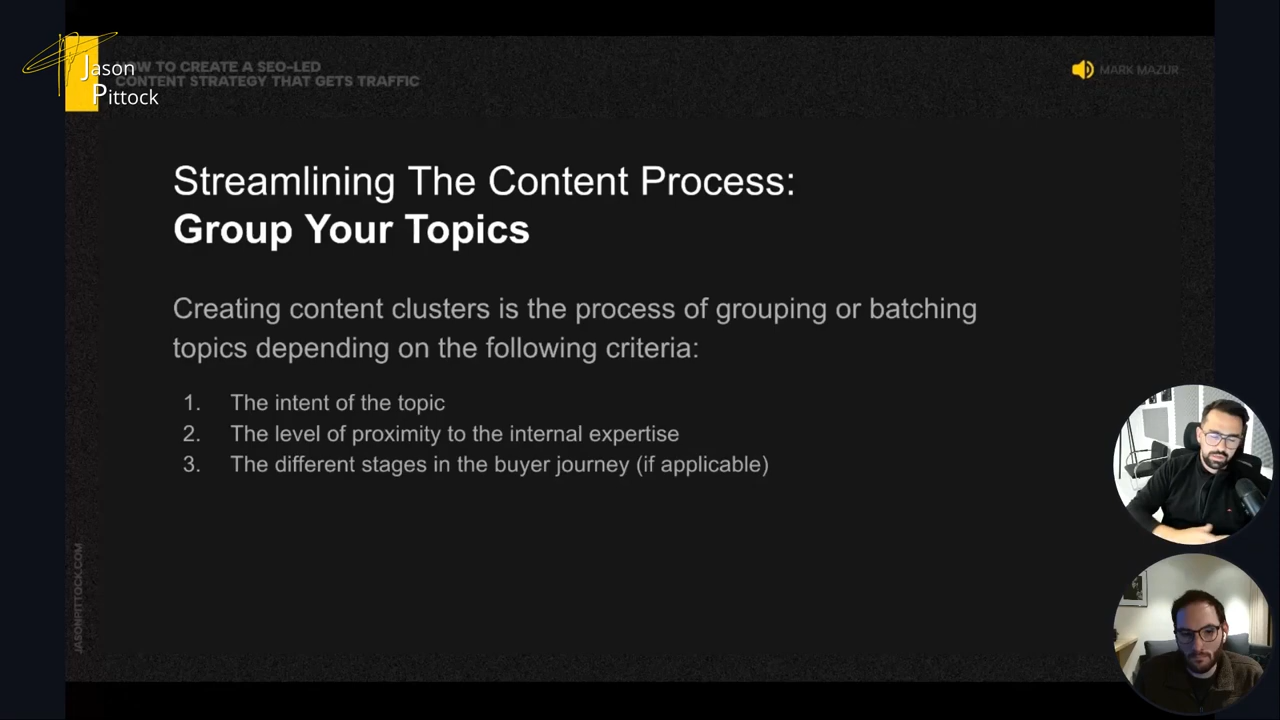 Jason
Pittock
HOW TO CREATE A SEO-LED
CONTENT STRATEGY THAT GETS TRAFFIC
MARK MAZUR
Streamlining The Content Process:
Group Your Topics
Creating content clusters is the process of grouping or batching
topics depending on the following criteria:
1. The intent of the topic
2. The level of proximity to the internal expertise
3. The different stages in the buyer journey (if applicable)
JASONPITTOCK.COM